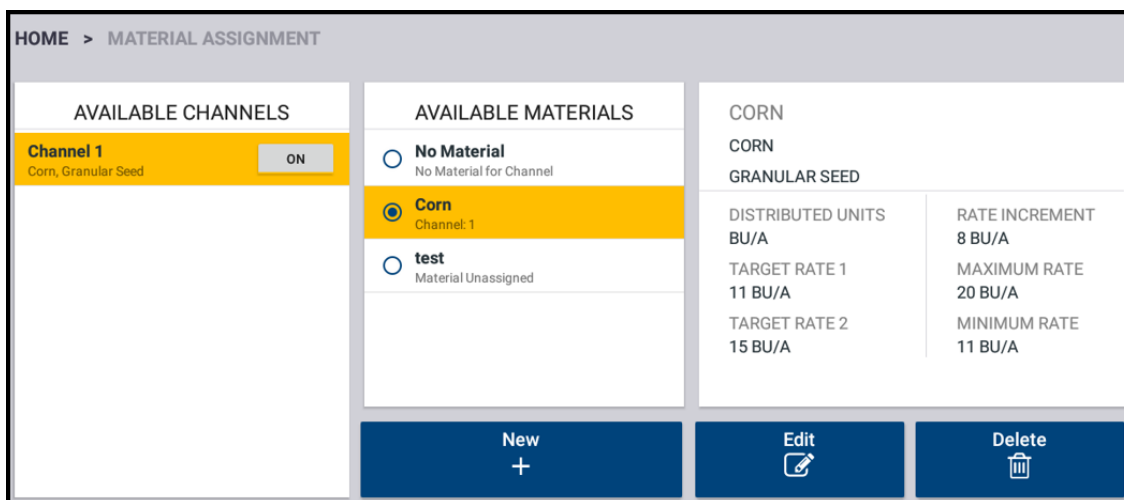 HOME > MATERIAL ASSIGNMENT
AVAILABLE CHANNELS
Channel 1
Corn, Granular Seed
ON
AVAILABLE MATERIALS
No Material
No Material for Channel
Corn
Channel: 1
test
Material Unassigned
CORN
CORN
GRANULAR SEED
DISTRIBUTED UNITS
BU/A
RATE INCREMENT
8 BU/A
TARGET RATE 1
11 BU/A
MAXIMUM RATE
20 BU/A
TARGET RATE 2
15 BU/A
MINIMUM RATE
11 BU/A
New
+
Edit
Delete